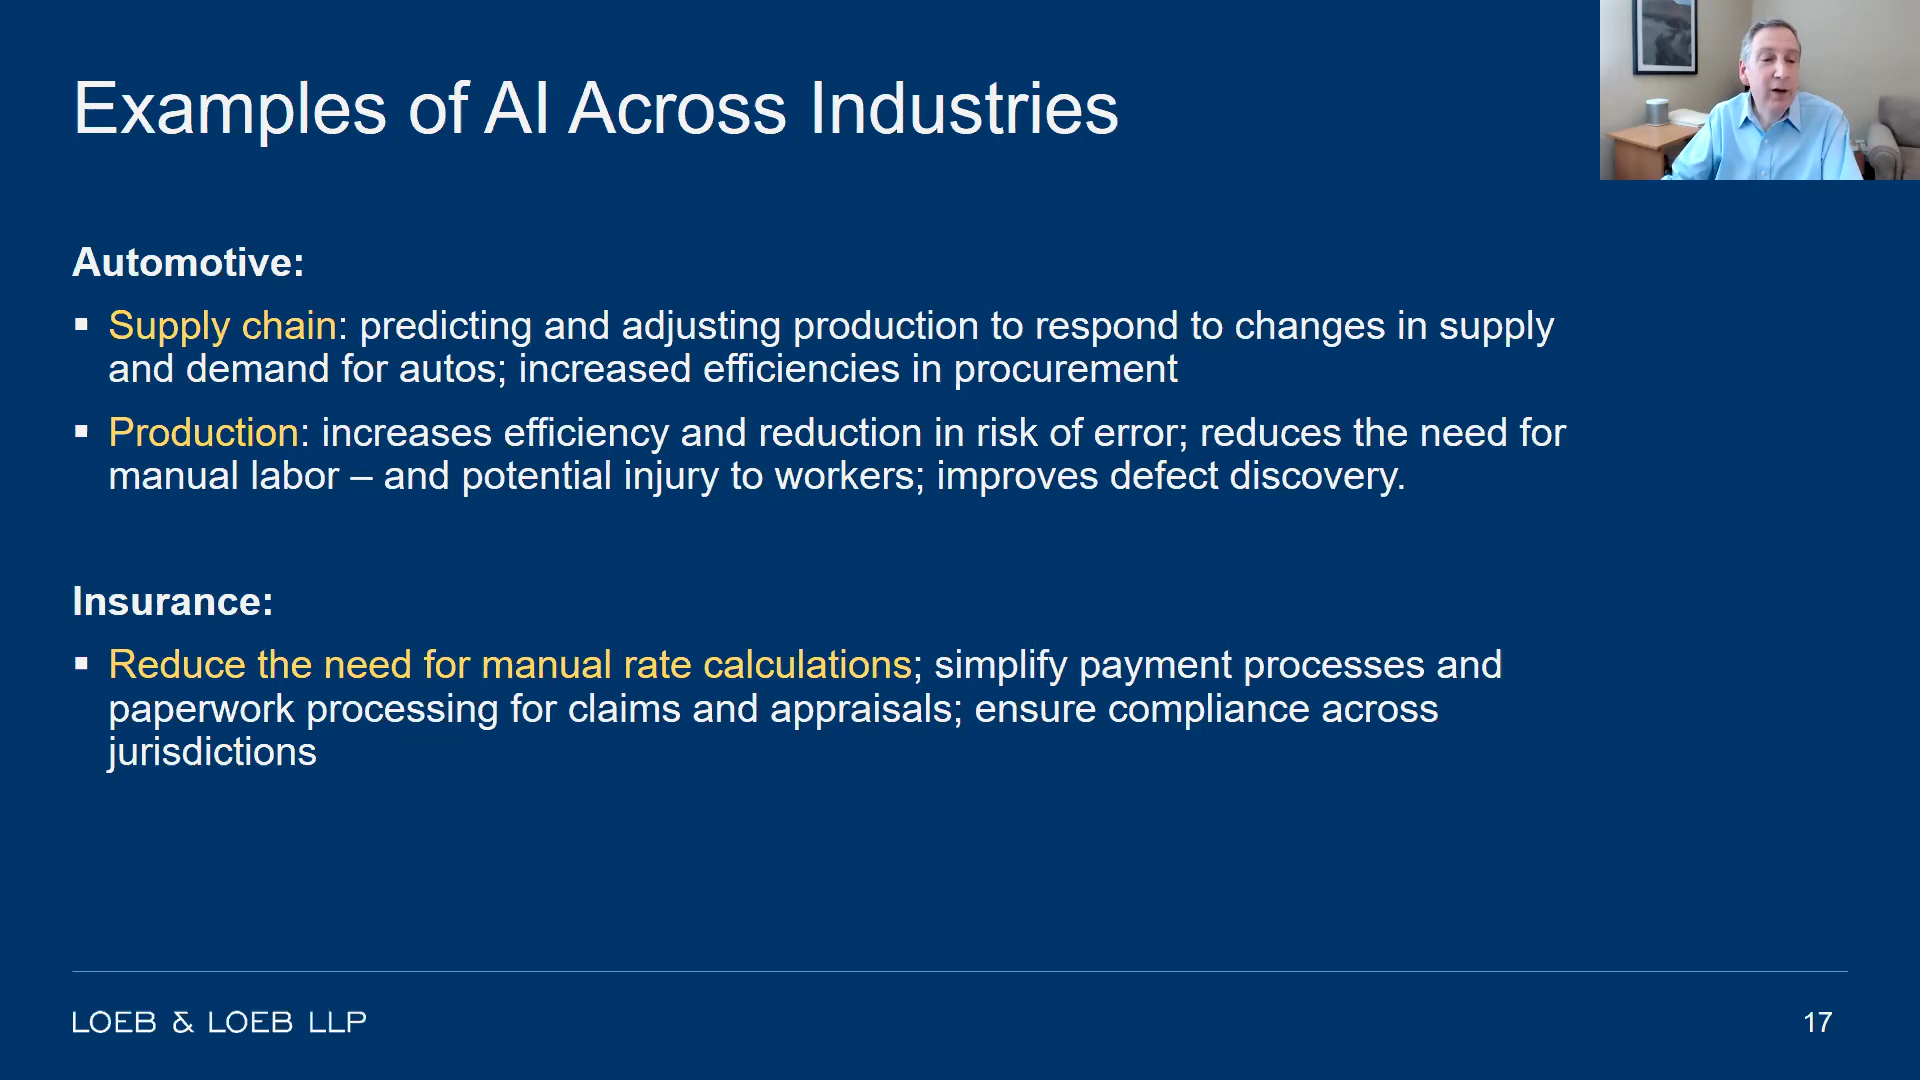 Examples of AI Across Industries
Automotive:
▪ Supply chain: predicting and adjusting production to respond to changes in supply
and demand for autos; increased efficiencies in procurement
▪ Production: increases efficiency and reduction in risk of error; reduces the need for
manual labor – and potential injury to workers; improves defect discovery.
Insurance:
▪ Reduce the need for manual rate calculations; simplify payment processes and
paperwork processing for claims and appraisals; ensure compliance across
jurisdictions
LOEB & LOEB LLP
17